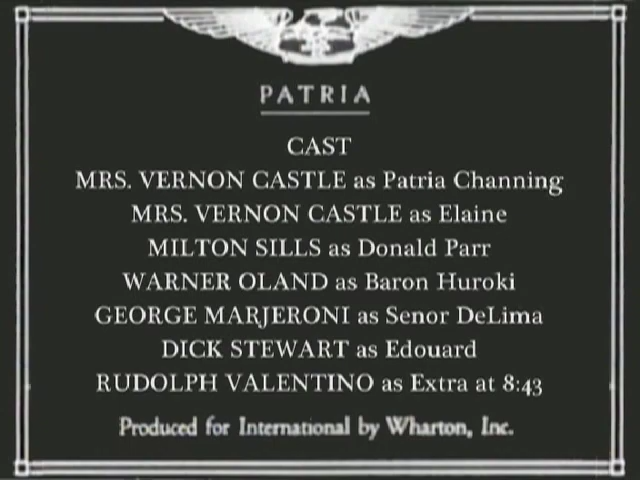 PATRIA
CAST
MRS. VERNON CASTLE as Patria Channing
MRS. VERNON CASTLE as Elaine
MILTON SILLS as Donald Parr
WARNER OLAND as Baron Huroki
GEORGE MARJERONI as Senor DeLima
DICK STEWART as Edouard
RUDOLPH VALENTINO as Extra at 8:43
Produced for International by Wharton, Inc.